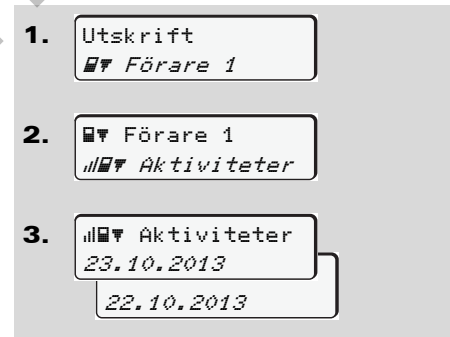 1. Utskrift
Förare 1
2. Förare 1
Aktiviteter
3. Aktiviteter
23.10.2013
22.10.2013